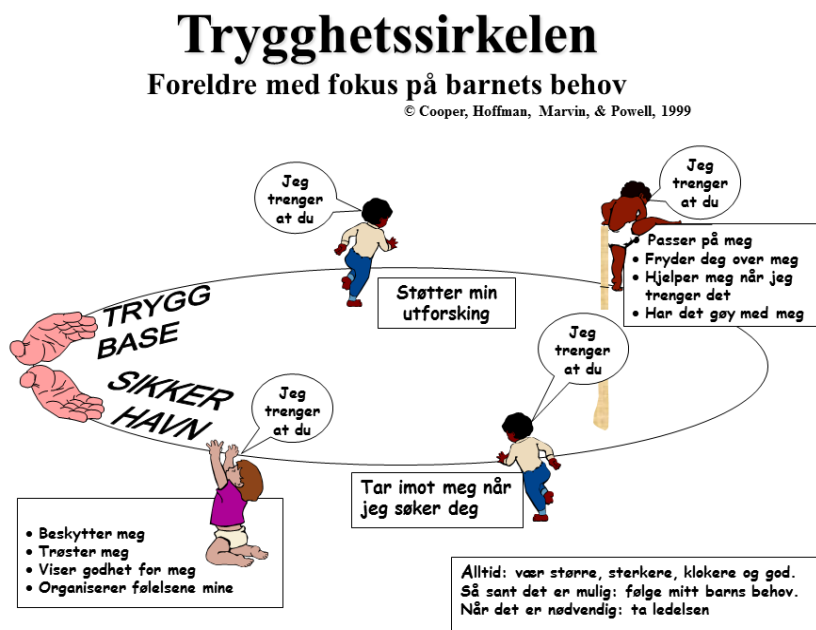 Trygghetssirkelen
Foreldre med fokus på barnets behov
© Cooper, Hoffman, Marvin, & Powell, 1999
Jeg
trenger
at du
Støtter min
utforsking
Jeg
trenger
at du
• Passer på meg
• Fryder deg over meg
• Hjelper meg når jeg
trenger det
• Har det gøy med meg
TRYGG
BASE
SIKKER
HAVN
Jeg
trenger
at du
Tar imot meg når
jeg søker deg
Jeg
trenger
at du
• Beskytter meg
• Trøster meg
• Viser godhet for meg
• Organiserer følelsene mine
Alltid: vær større, sterkere, klokere og god.
Så sant det er mulig: følge mitt barns behov.
Når det er nødvendig: ta ledelsen